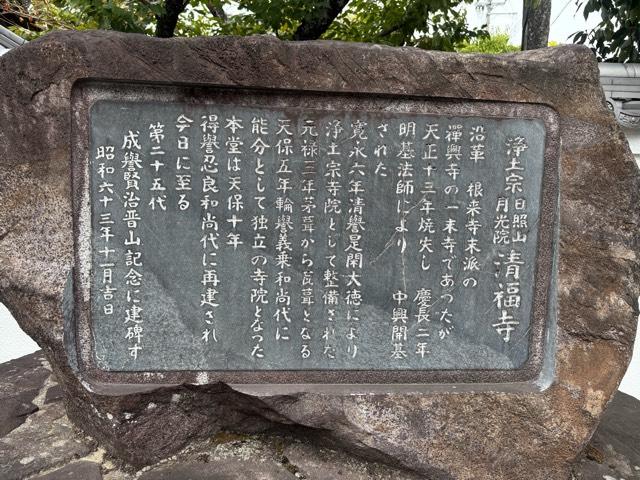 浄土宗 日照山 月光院 清福寺
沿革　根来寺末派の
禪興寺の一末寺であったが
天正十三年焼失し　慶長二年
明基法師により　中興開基
された
寛永六年清譽是閑大徳により
浄土宗寺院として整備された
元禄三年茅葺から瓦葺となる
天保五年輪譽義乗和尚代に
能分として独立の寺院となった
本堂は天保十年
得譽忍良和尚代に再建され
今日に至る
第二十五代
成譽賢治晋山記念に建碑す
昭和六十三年十一月吉日